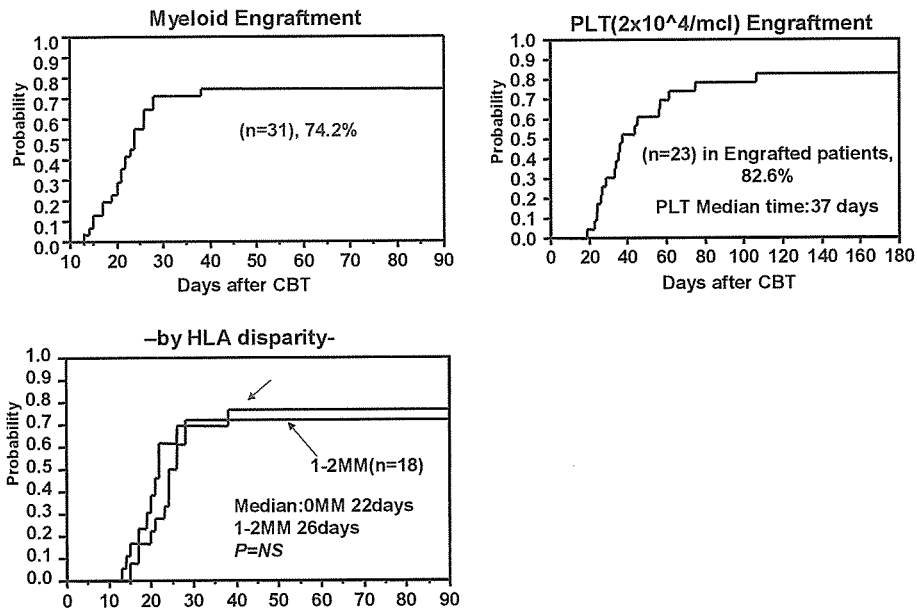 Myeloid Engraftment
1.0
0.9
0.8
0.7
0.6
0.5
0.4
0.3
0.2
0.1
0.0
Probability
(n=31), 74.2%
10 20 30 40 50 60 70 80 90
Days after CBT
PLT(2x10^4/mcl) Engraftment
1.0
0.9
0.8
0.7
0.6
0.5
0.4
0.3
0.2
0.1
0.0
Probability
(n=23) in Engrafted patients,
82.6%
PLT Median time:37 days
0 20 40 60 80 100 120 140 160 180
Days after CBT
–by HLA disparity-
1.0
0.9
0.8
0.7
0.6
0.5
0.4
0.3
0.2
0.1
0.0
Probability
1-2MM(n=18)
Median:0MM 22days
1-2MM 26days
P=NS
0 10 20 30 40 50 60 70 80 90